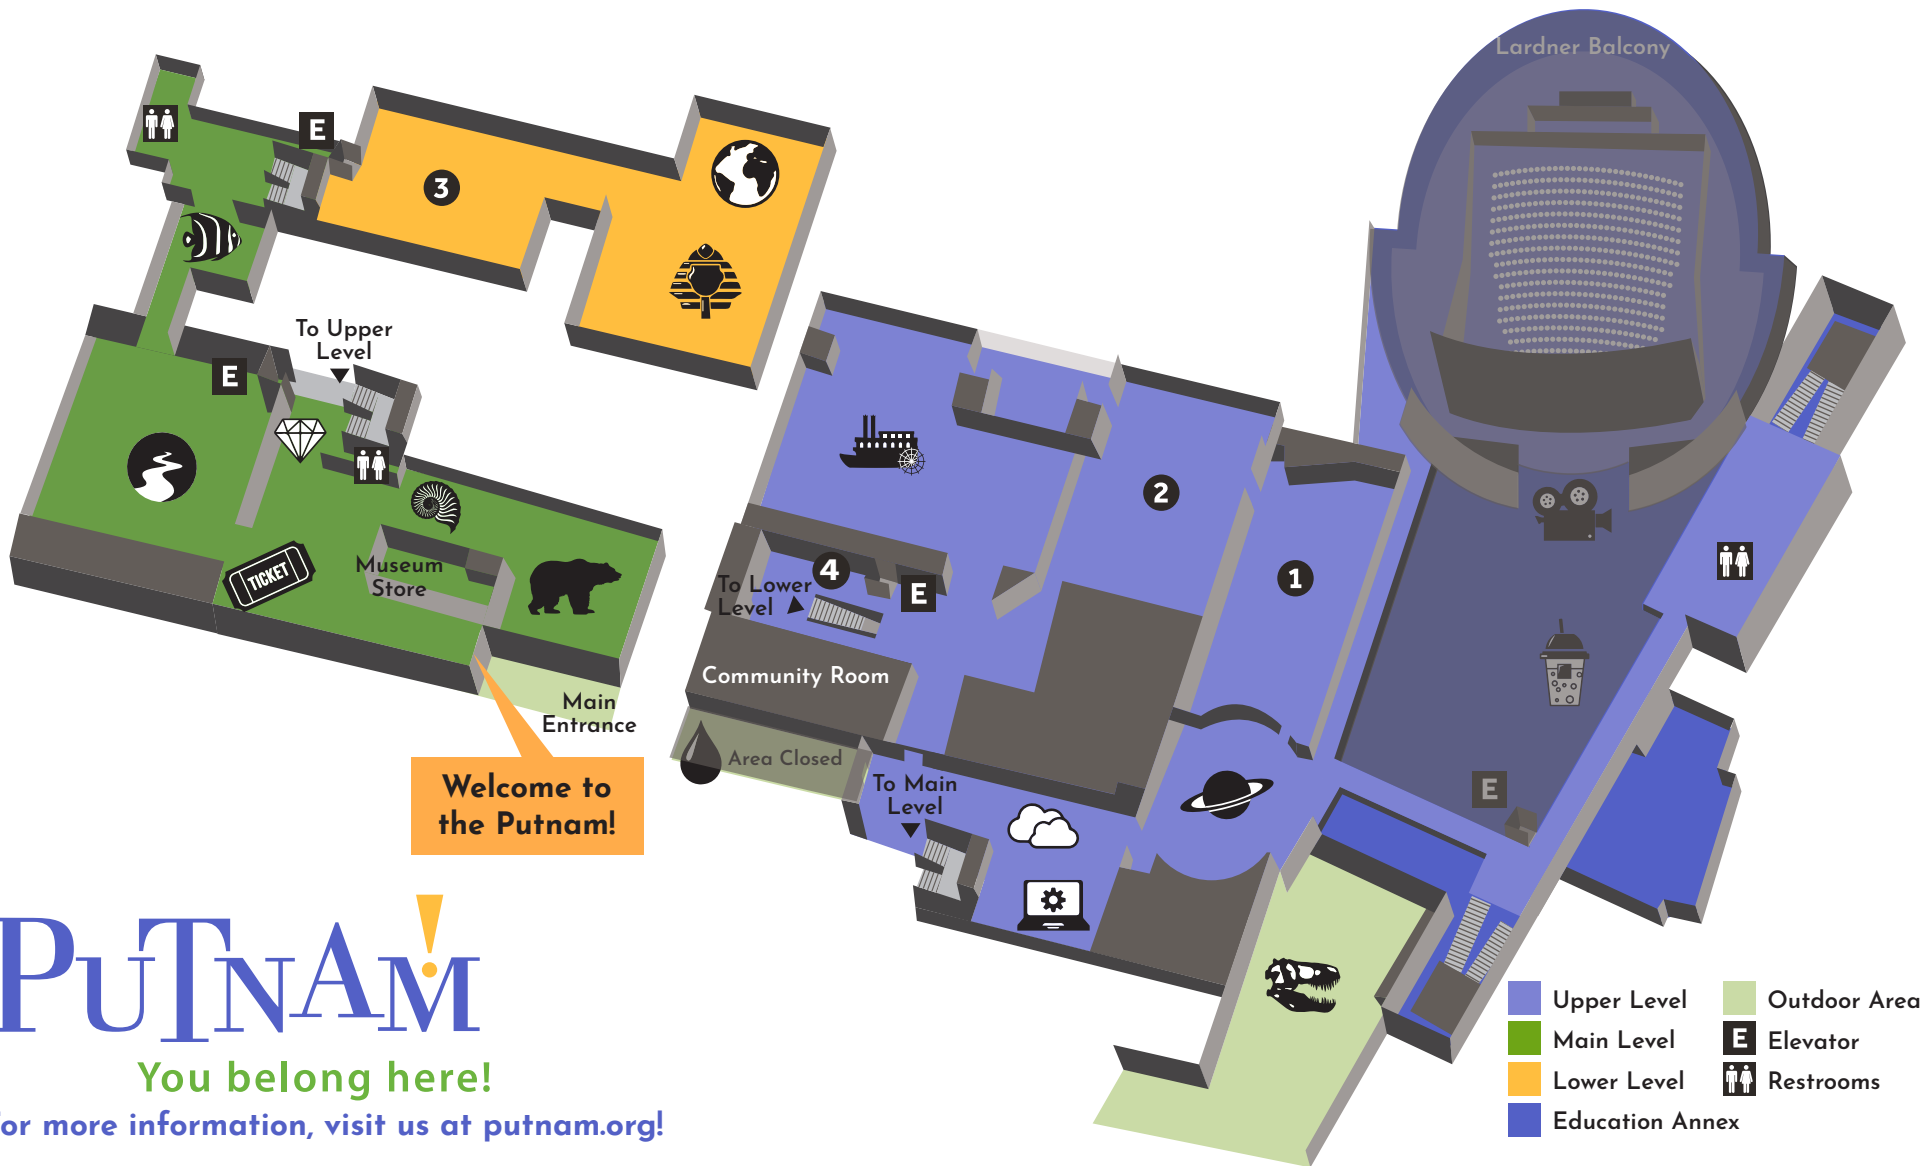 Lardner Balcony
E
3
To Upper
Level
E
2
1
TICKET
Museum
Store
4
To Lower
Level
E
Community Room
Main
Entrance
Area Closed
Welcome to
the Putnam!
To Main
Level
E
PUTNAM!
You belong here!
or more information, visit us at putnam.org!
Upper Level
Main Level
Lower Level
Education Annex
Outdoor Area
E Elevator
Restrooms